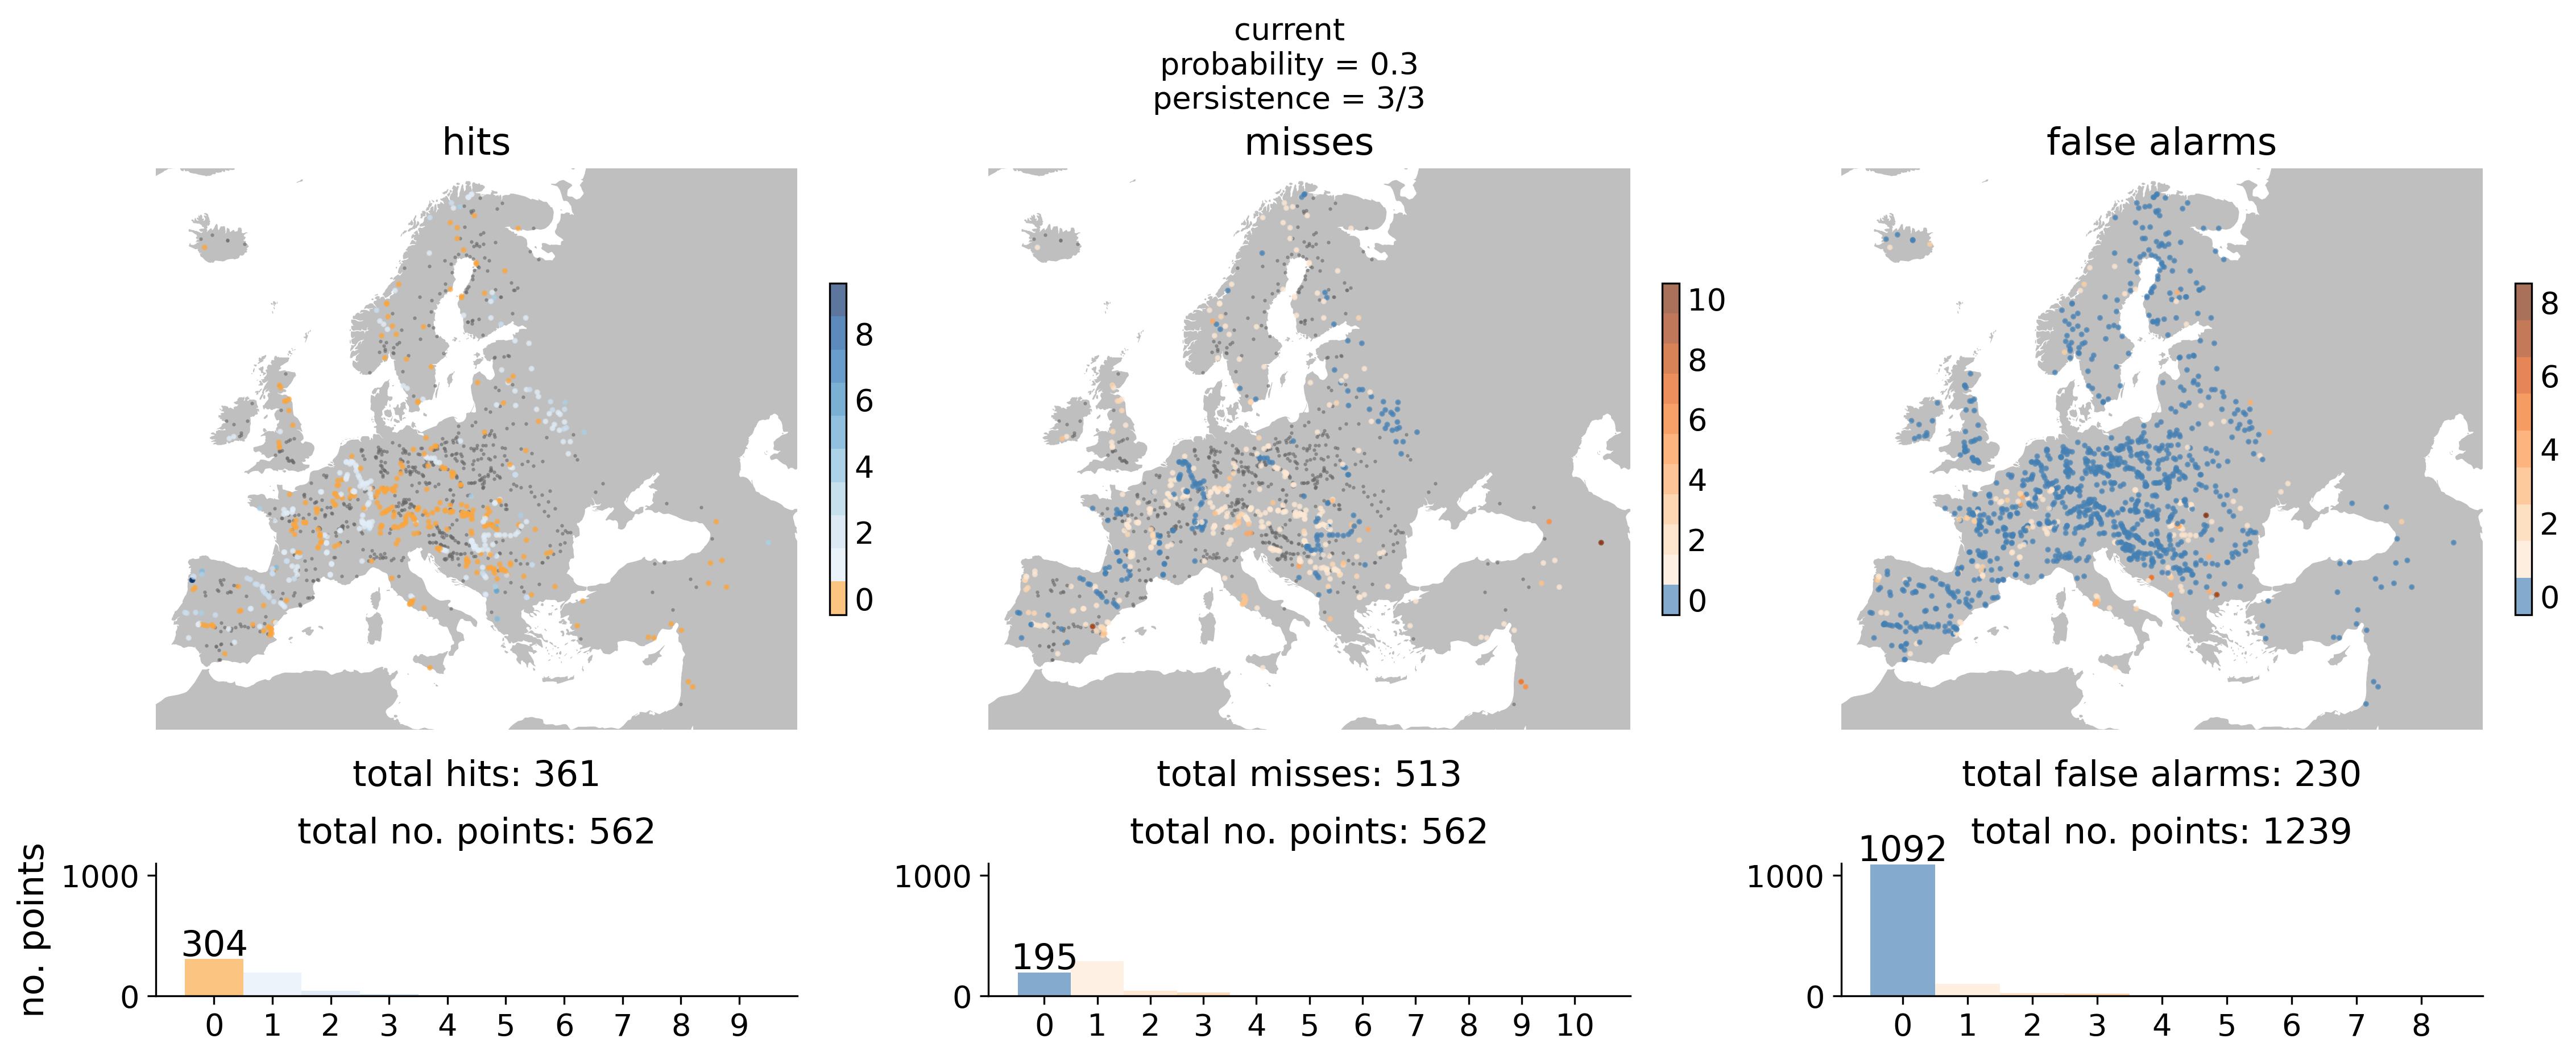 current
probability = 0.3
persistence = 3/3
hits
misses
false alarms
8
6
4
2
0
10
8
6
4
2
0
8
6
4
2
0
total hits: 361
total misses: 513
total false alarms: 230
total no. points: 562
total no. points: 562
total no. points: 1239
no. points
1000
0
304
0 1 2 3 4 5 6 7 8 9
1000
0
195
0 1 2 3 4 5 6 7 8 9 10
1000
0
1092
0 1 2 3 4 5 6 7 8